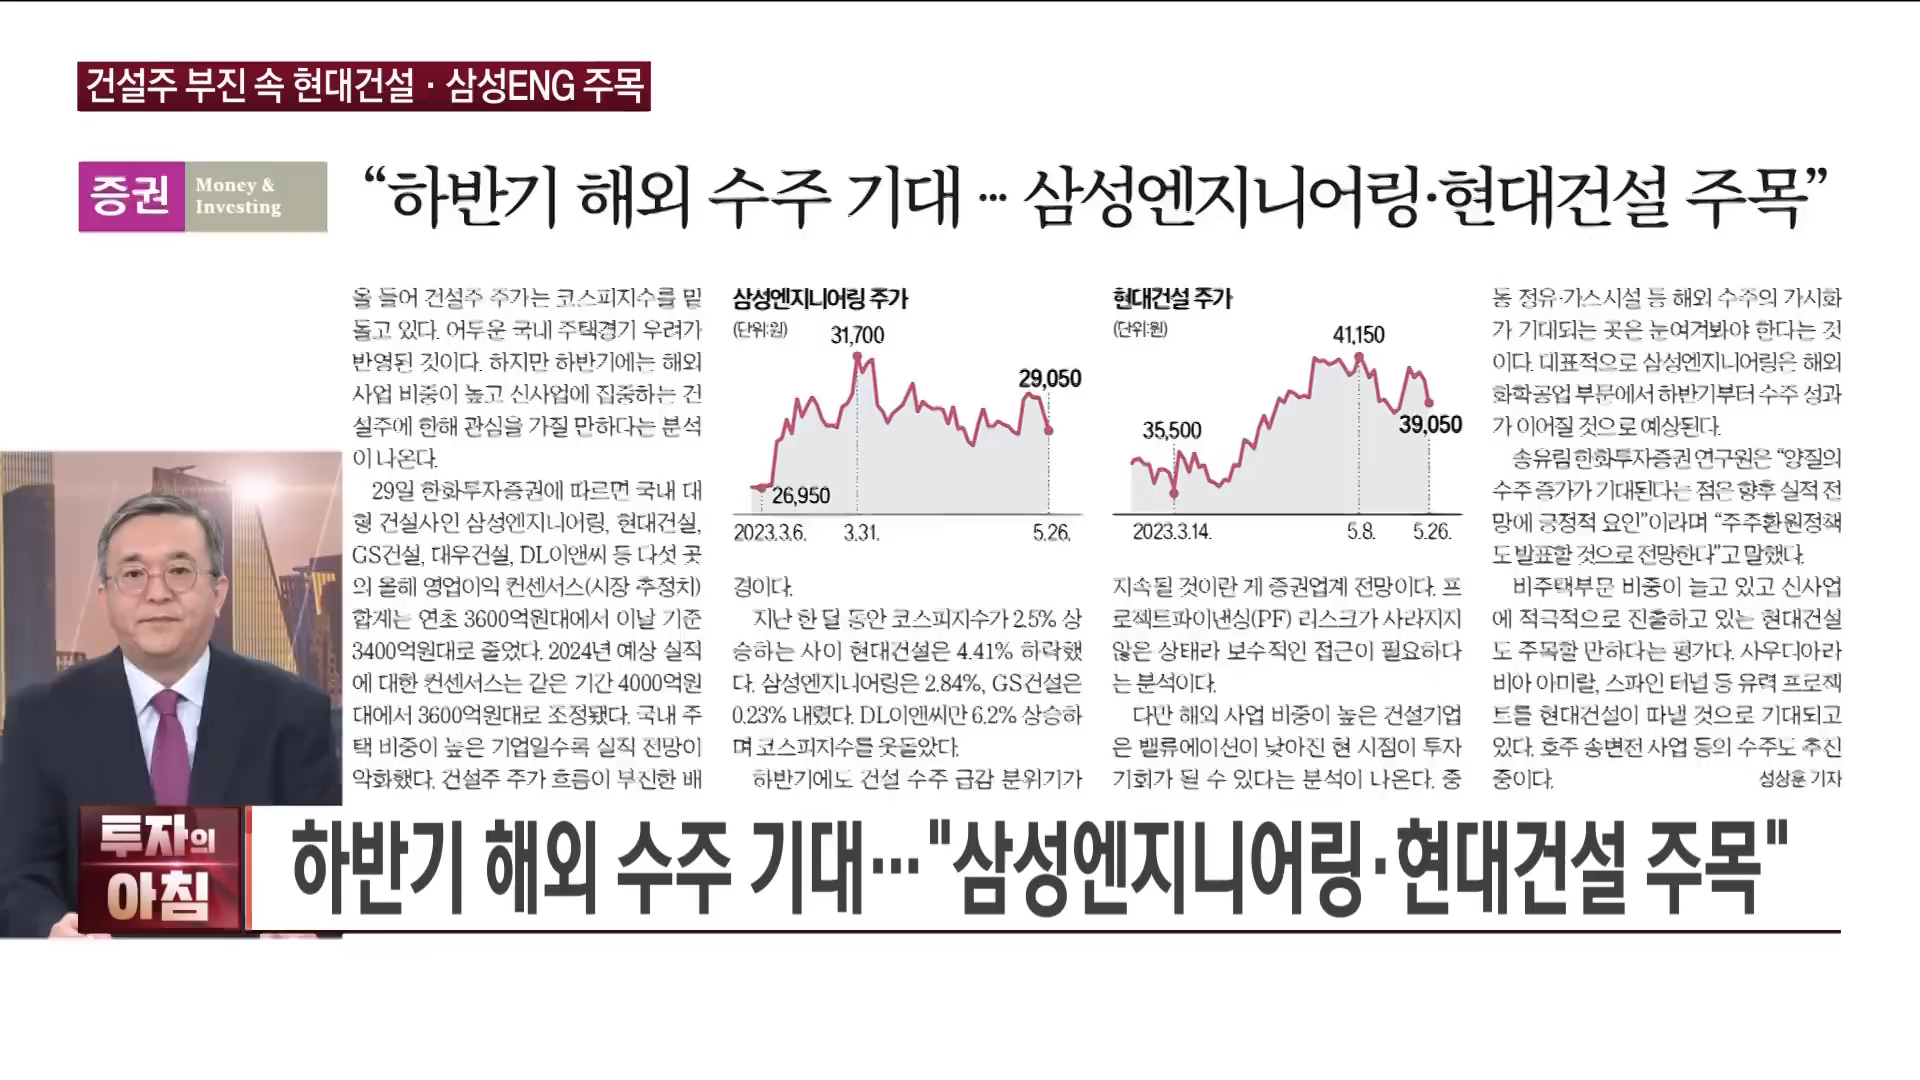 건설주 부진 속 현대건설 · 삼성ENG 주목
증권
Money &
Investing
“하반기 해외 수주 기대 … 삼성엔지니어링·현대건설 주목”
올 들어 건설주 주가는 코스피지수를 밑
돌고 있다. 어두운 국내 주택경기 우려가
반영된 것이다. 하지만 하반기에는 해외
사업 비중이 높고 신사업에 집중하는 건
설주에 한해 관심을 가질 만하다는 분석
이 나온다.
29일 한화투자증권에 따르면 국내 대
형 건설사인 삼성엔지니어링, 현대건설,
GS건설, 대우건설, DL이앤씨 등 다섯 곳
의 올해 영업이익 컨센서스(시장 추정치)
합계는 연초 3600억원대에서 이날 기준
3400억원대로 줄었다. 2024년 예상 실적
에 대한 컨센서스는 같은 기간 4000억원
대에서 3600억원대로 조정됐다. 국내 주
택 비중이 높은 기업일수록 실적 전망이
악화했다. 건설주 주가 흐름이 부진한 배
삼성엔지니어링 주가
(단위:원)
31,700
29,050
26,950
2023.3.6. 3.31. 5.26.
경이다.
지난 한 달 동안 코스피지수가 2.5% 상
승하는 사이 현대건설은 4.41% 하락했
다. 삼성엔지니어링은 2.84%, GS건설은
0.23% 내렸다. DL이앤씨만 6.2% 상승하
며 코스피지수를 웃돌았다.
하반기에도 건설 수주 급감 분위기가
현대건설 주가
(단위:원)
41,150
35,500
39,050
2023.3.14. 5.8. 5.26.
지속될 것이란 게 증권업계 전망이다. 프
로젝트파이낸싱(PF) 리스크가 사라지지
않은 상태라 보수적인 접근이 필요하다
는 분석이다.
다만 해외 사업 비중이 높은 건설기업
은 밸류에이션이 낮아진 현 시점이 투자
기회가 될 수 있다는 분석이 나온다. 중
동 정유·가스시설 등 해외 수주의 가시화
가 기대되는 곳은 눈여겨봐야 한다는 것
이다. 대표적으로 삼성엔지니어링은 해외
화학공업 부문에서 하반기부터 수주 성과
가 이어질 것으로 예상된다.
송유림 한화투자증권 연구원은 “양질의
수주 증가가 기대된다는 점은 향후 실적 전
망에 긍정적 요인”이라며 “주주환원정책
도 발표할 것으로 전망한다”고 말했다.
비주택부문 비중이 늘고 있고 신사업
에 적극적으로 진출하고 있는 현대건설
도 주목할 만하다는 평가다. 사우디아라
비아 아미랄, 스파인 터널 등 유력 프로젝
트를 현대건설이 따낼 것으로 기대되고
있다. 호주 송변전 사업 등의 수주도 추진
중이다. 성상훈 기자
투자의
아침
하반기 해외 수주 기대…"삼성엔지니어링·현대건설 주목"